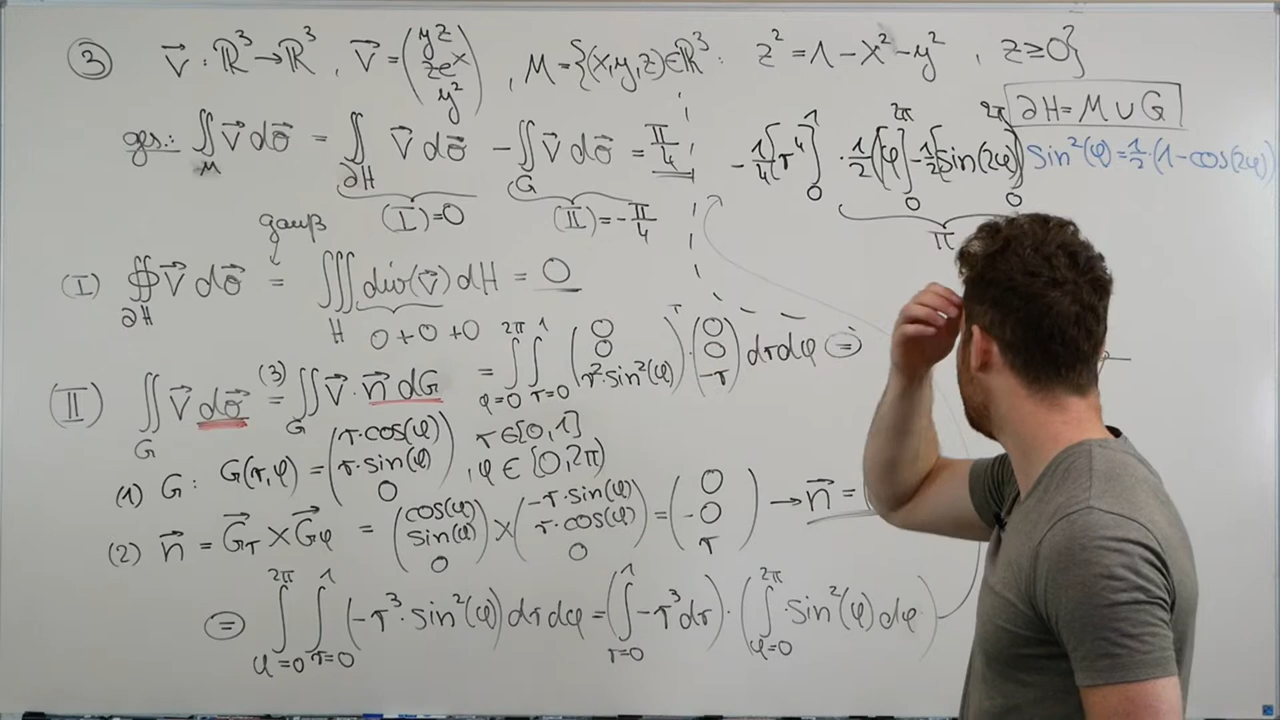 ③ v⃗ : ℝ³→ℝ³, v⃗ = (yz, zeˣ, y²), M={(x,y,z)∈ℝ³: z²=1−x²−y², z≥0}
∂H = M ∪ G
ges.: ∬_M v⃗ dσ⃗ = ∬_∂H v⃗ dσ⃗ − ∬_G v⃗ dσ⃗ = π/4
(I)=0 (II)=−π/4
−1/4[r⁴]₀¹ · 1/2([φ]₀^2π − 1/2[sin(2φ)]₀^2π)
π
sin²(φ)=1/2·(1−cos(2φ))
gauß
(I) ∯_∂H v⃗ dσ⃗ = ∭_H div(v⃗) dH = 0
0+0+0
(II) ∬_G v⃗ dσ⃗ =(3) ∬_G v⃗ · n⃗ dG = ∫_{φ=0}^{2π} ∫_{r=0}^{1} (0, 0, r²·sin²(φ)) · (0, 0, −r) dr dφ =
(1) G: G(r,φ) = (r·cos(φ), r·sin(φ), 0) r∈[0,1], φ∈[0,2π)
(2) n⃗ = G⃗r × G⃗φ = (cos(φ), sin(φ), 0) × (−r·sin(φ), r·cos(φ), 0) = (0, −0, r) → n⃗ =
= ∫_{φ=0}^{2π} ∫_{r=0}^{1} (−r³·sin²(φ)) dr dφ = (∫_{r=0}^{1} −r³ dr) · (∫_{φ=0}^{2π} sin²(φ) dφ)